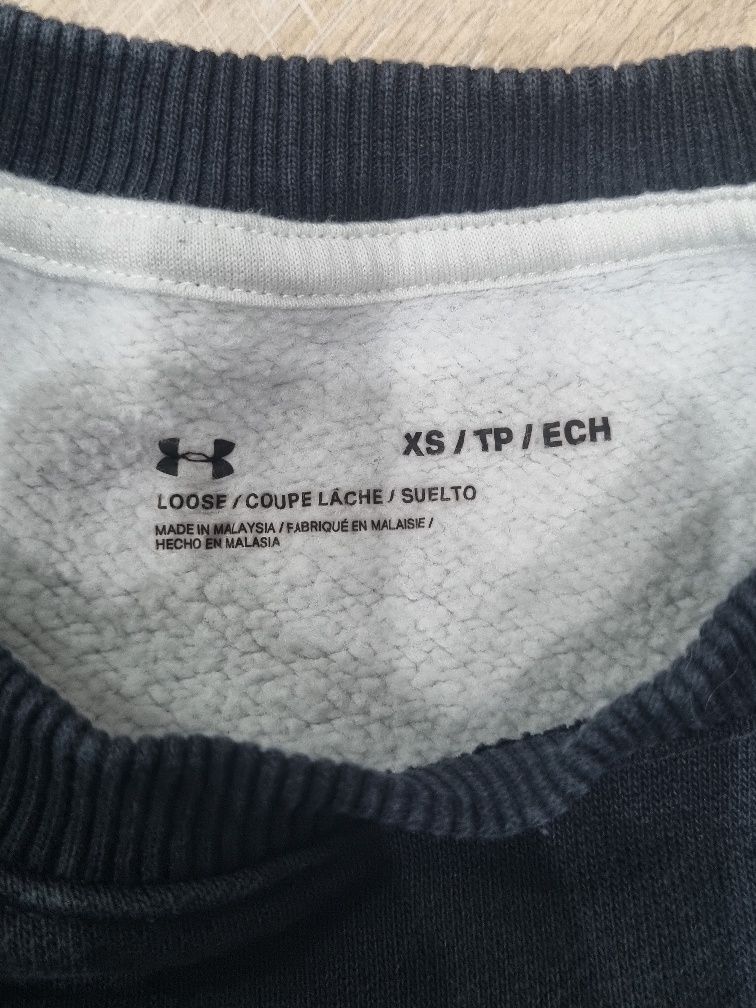 XS / TP / ECH
LOOSE / COUPE LÂCHE / SUELTO
MADE IN MALAYSIA / FABRIQUÉ EN MALAISIE /
HECHO EN MALASIA